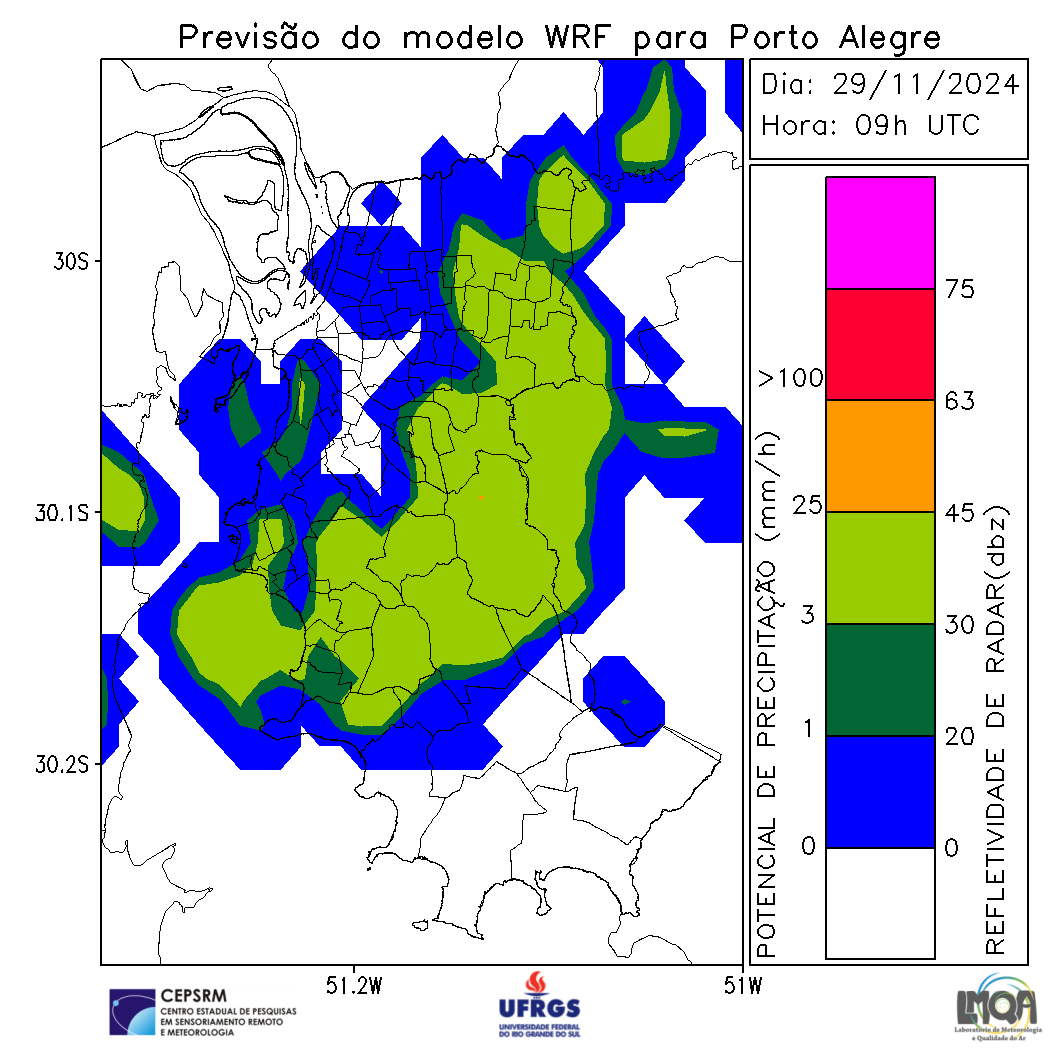 Previsão do modelo WRF para Porto Alegre
Dia: 29/11/2024
Hora: 09h UTC
30S
30.1S
30.2S
51.2W
51W
POTENCIAL DE PRECIPITAÇÃO (mm/h)
>100
25
3
1
0
75
63
45
30
20
0
REFLETIVIDADE DE RADAR(dbz)
CEPSRM
CENTRO ESTADUAL DE PESQUISAS
EM SENSORIAMENTO REMOTO
E METEOROLOGIA
UFRGS
UNIVERSIDADE FEDERAL
DO RIO GRANDE DO SUL
LMQA
Laboratório de Meteorologia
e Qualidade do Ar